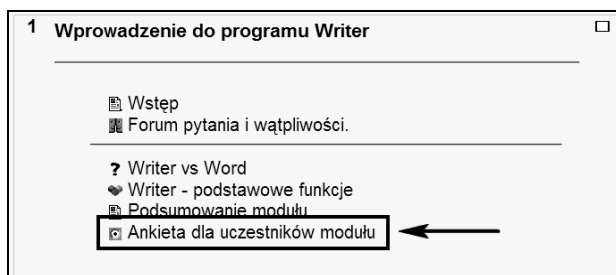 1 Wprowadzenie do programu Writer
Wstęp
Forum pytania i wątpliwości.
? Writer vs Word
Writer - podstawowe funkcje
Podsumowanie modułu
Ankieta dla uczestników modułu